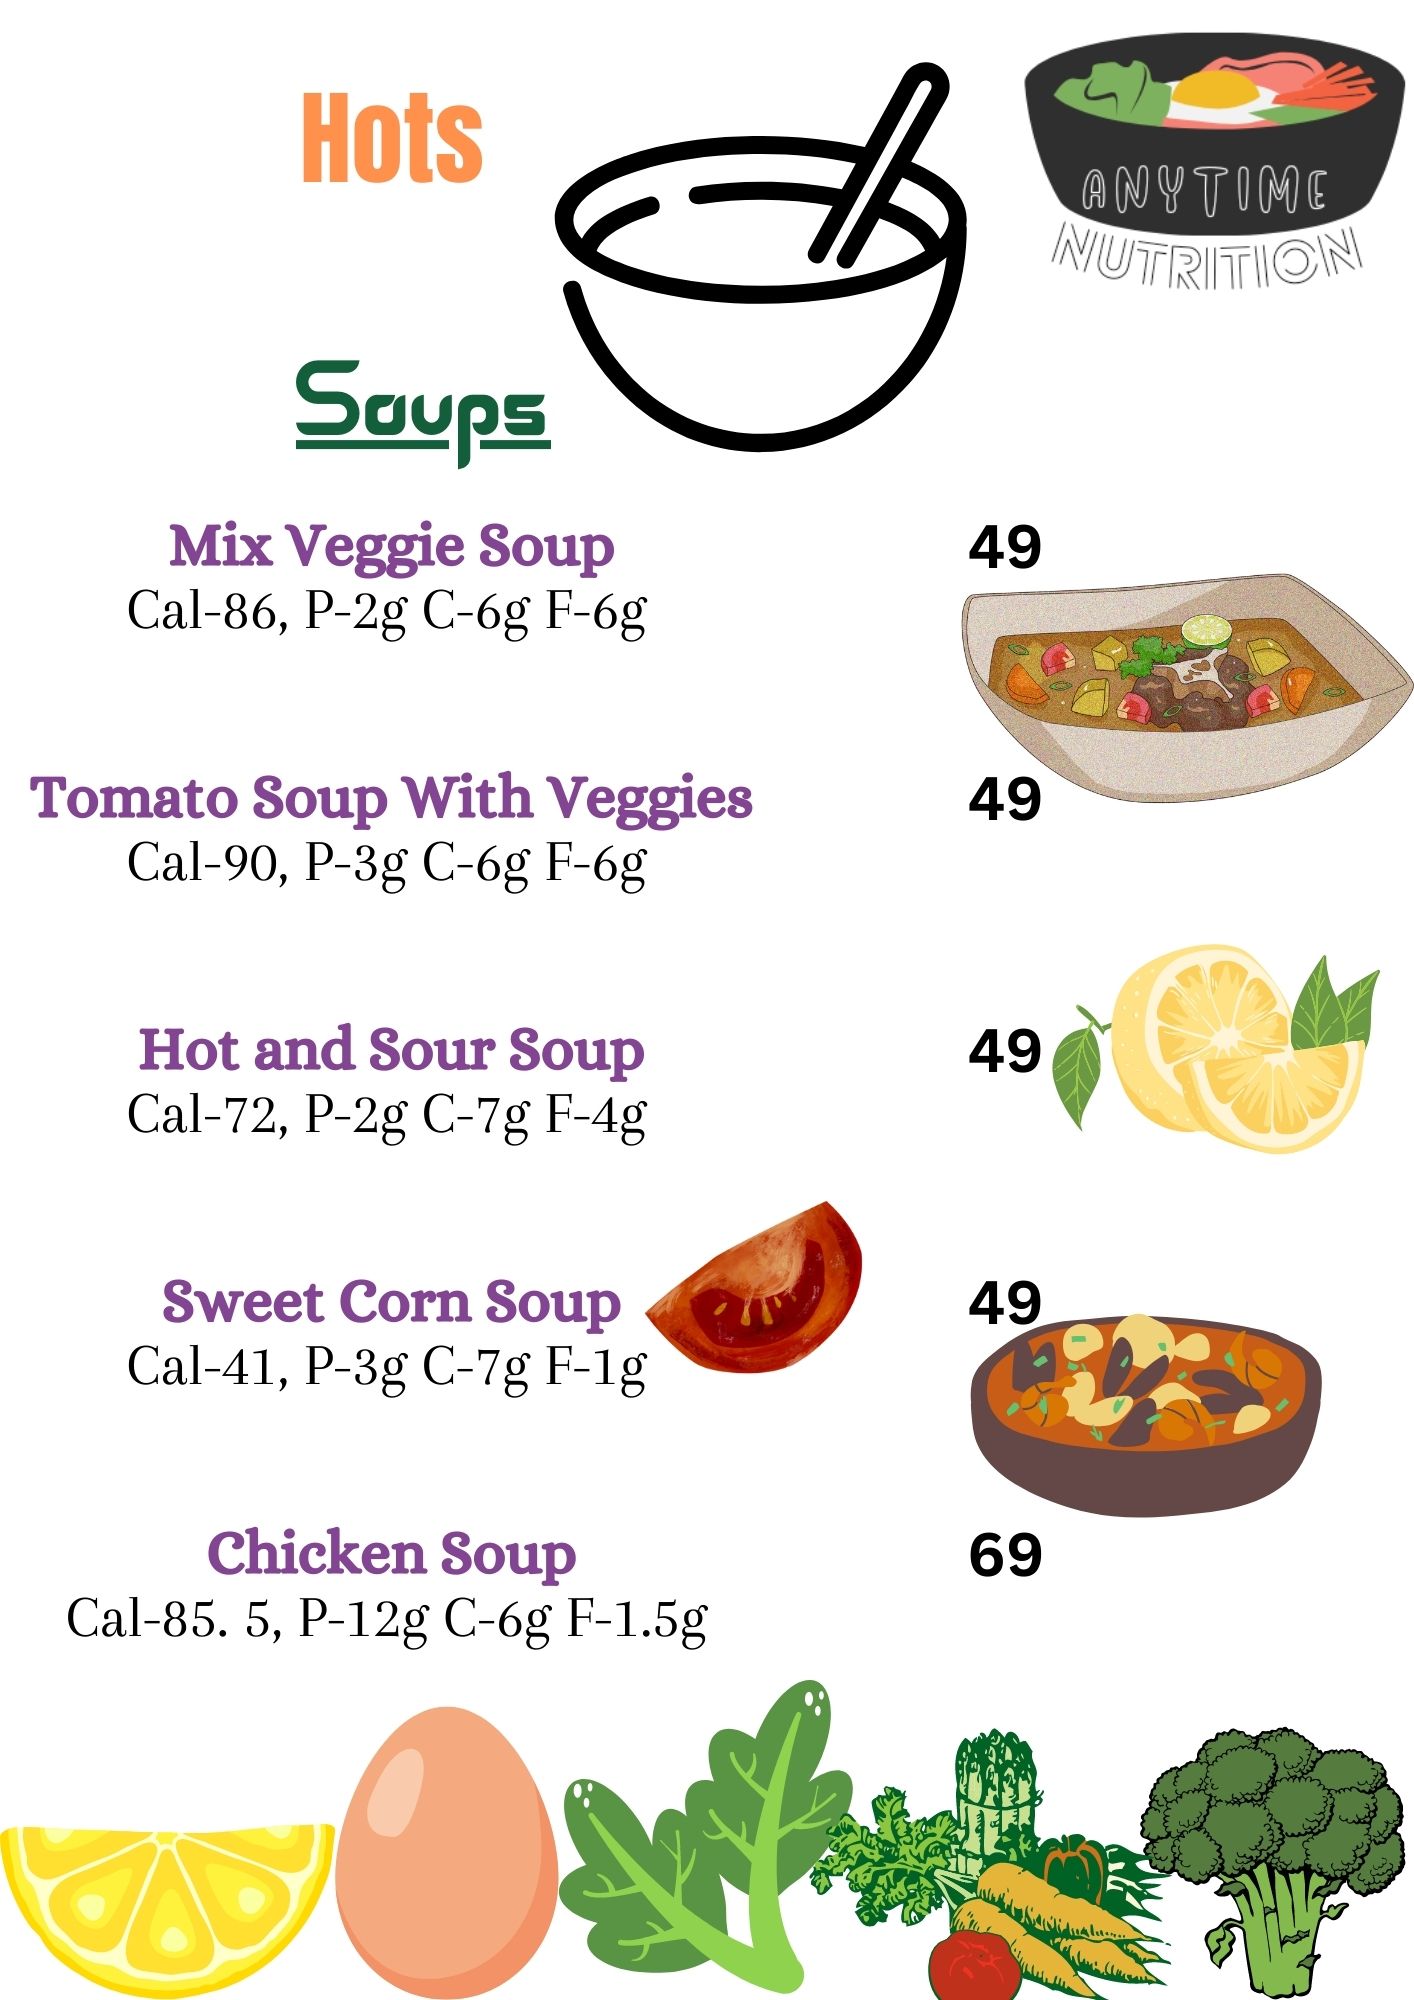 Hots
ANYTIME
NUTRITION
Soups
Mix Veggie Soup 49
Cal-86, P-2g C-6g F-6g
Tomato Soup With Veggies 49
Cal-90, P-3g C-6g F-6g
Hot and Sour Soup 49
Cal-72, P-2g C-7g F-4g
Sweet Corn Soup 49
Cal-41, P-3g C-7g F-1g
Chicken Soup 69
Cal-85. 5, P-12g C-6g F-1.5g